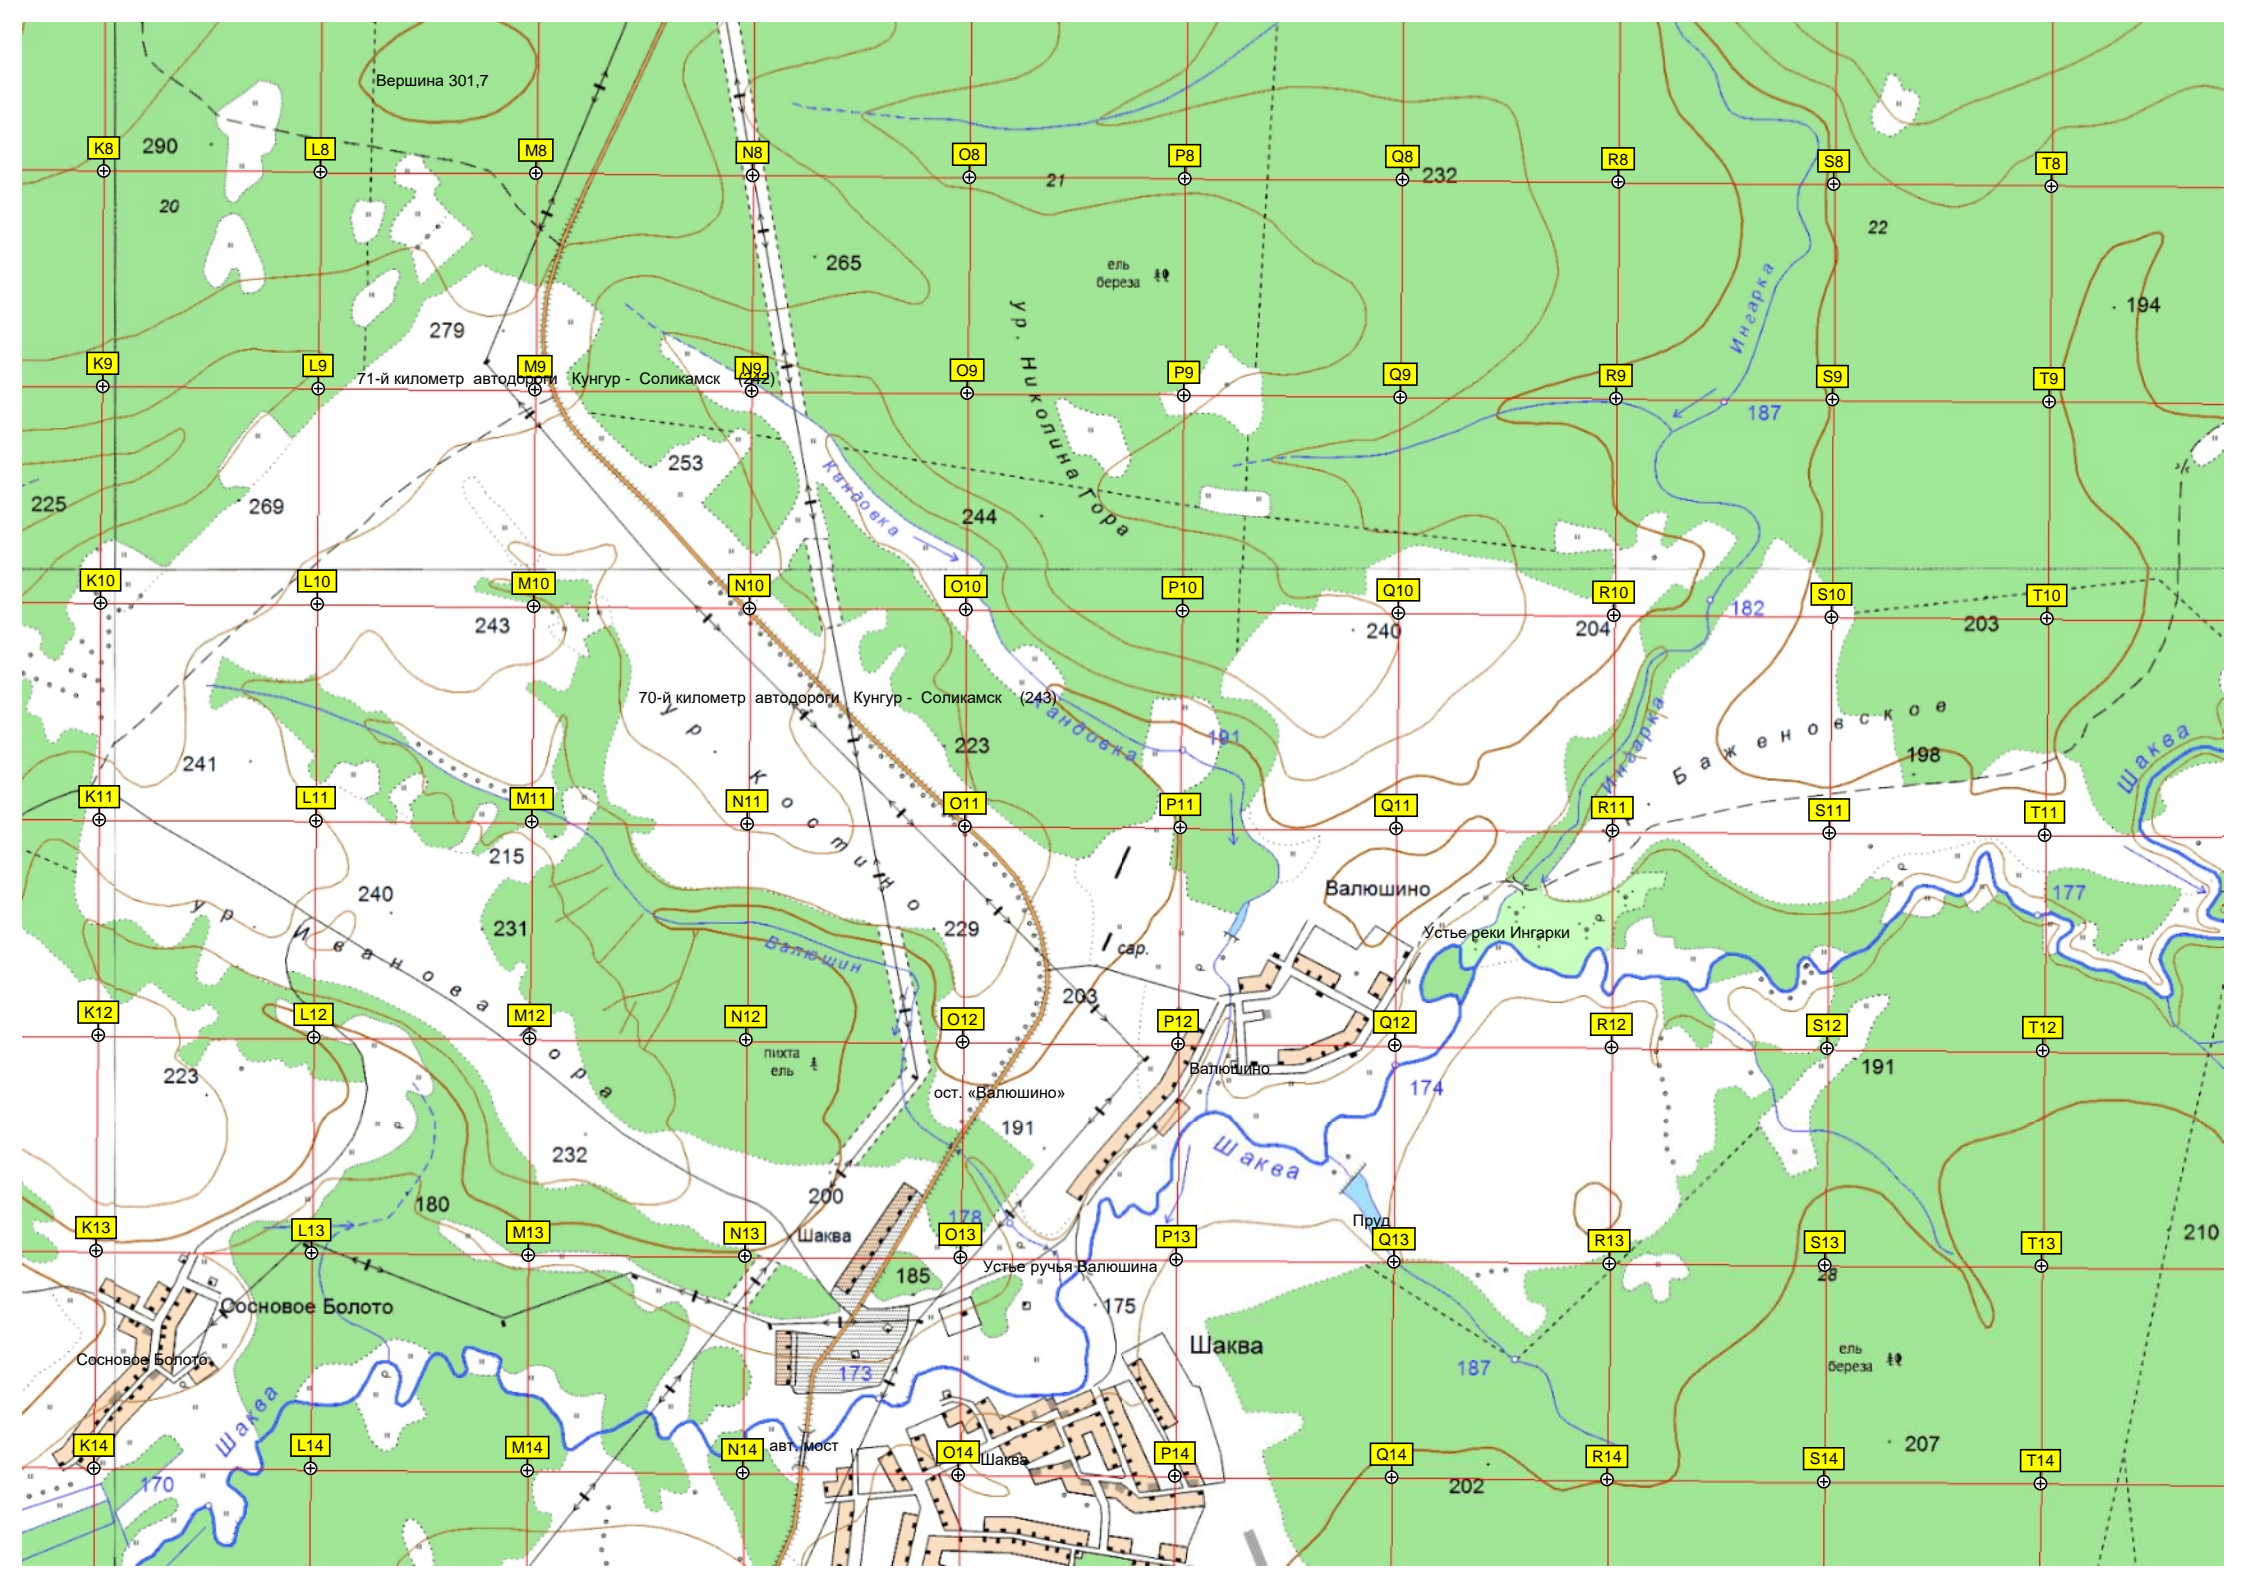 Вершина 301,7
290
K8
L8
M8
N8
O8
P8
Q8
R8
S8
T8
232
21
20
22
265
ель
береза
194
279
ур. Николина Гора
Ингарка
K9
L9
M9
N9
O9
P9
Q9
R9
S9
T9
71-й километр автодороги Кунгур - Соликамск (242)
187
253
Кандовка
225
269
244
K10
L10
M10
N10
O10
P10
Q10
R10
S10
T10
182
243
240
204
203
70-й километр автодороги Кунгур - Соликамск (243)
ур. Костино
Кандовка
191
223
Ингарка
Баженовское
198
Шаква
241
K11
L11
M11
N11
O11
P11
Q11
R11
S11
T11
215
240
Валюшино
177
ур. Иванова Гора
231
229
Валюшин
сар.
Устье реки Ингарки
203
K12
L12
M12
N12
O12
P12
Q12
R12
S12
T12
223
пихта
ель
Валюшино
174
191
ост. «Валюшино»
191
232
Шаква
180
200
178
Пруд
210
K13
L13
M13
N13
O13
P13
Q13
R13
S13
T13
Шаква
Устье ручья Валюшина
185
28
Сосновое Болото
175
Шаква
Сосновое Болото
173
187
ель
береза
Шаква
K14
L14
M14
N14
авт. мост
O14
Шаква
P14
Q14
R14
S14
T14
207
170
202